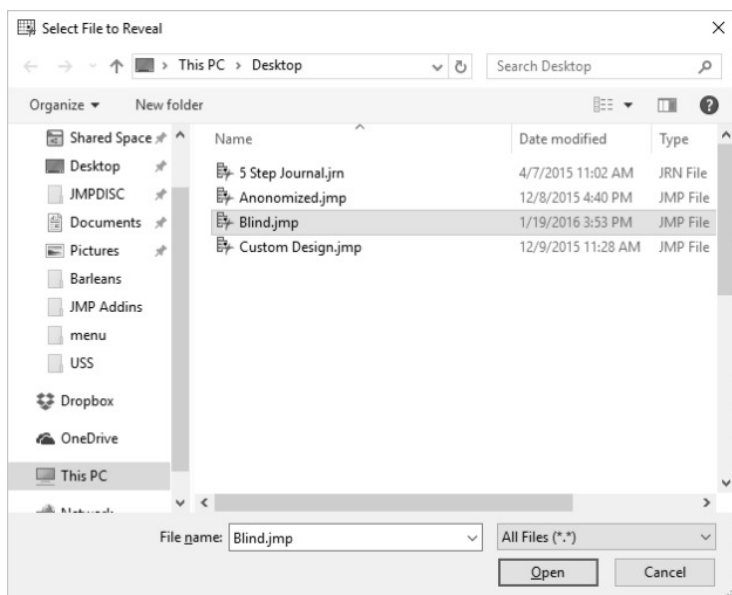 Select File to Reveal
This PC > Desktop
Search Desktop
Organize
New folder
Name Date modified Type
5 Step Journal.jrn 4/7/2015 11:02 AM JRN File
Anonomized.jmp 12/8/2015 4:40 PM JMP File
Blind.jmp 1/19/2016 3:53 PM JMP File
Custom Design.jmp 12/9/2015 11:28 AM JMP File
Shared Space
Desktop
JMPDISC
Documents
Pictures
Barleans
JMP Addins
menu
USS
Dropbox
OneDrive
This PC
File name: Blind.jmp
All Files (*.*)
Open
Cancel